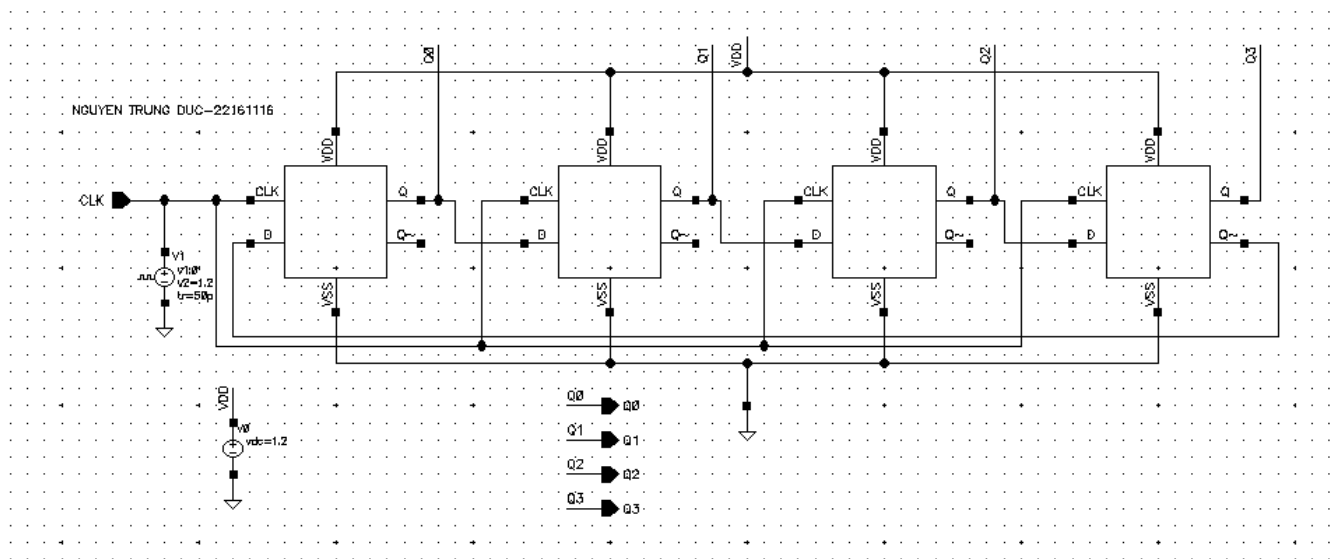 Q0
Q1
VDD
Q2
Q3
NGUYEN TRUNG DUC-22161116
VDD
VDD
VDD
VDD
CLK
CLK
Q
CLK
Q
CLK
Q
CLK
Q
D
Q~
D
Q~
D
Q~
D
Q~
V1
v1:0
v2=1.2
tr=50p
VSS
VSS
VSS
VSS
VDD
V0
vdc=1.2
Q0
Q0
Q1
Q1
Q2
Q2
Q3
Q3